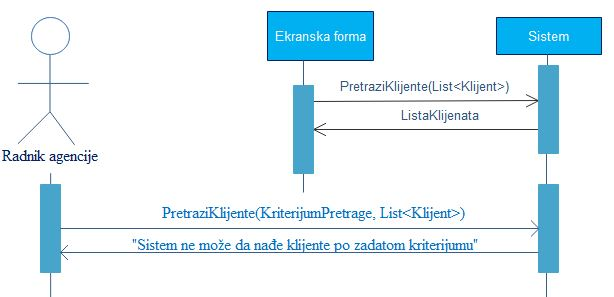 Ekranska forma
Sistem
PretraziKlijente(List<Klijent>)
ListaKlijenata
Radnik agencije
PretraziKlijente(KriterijumPretrage, List<Klijent>)
"Sistem ne može da nađe klijente po zadatom kriterijumu"